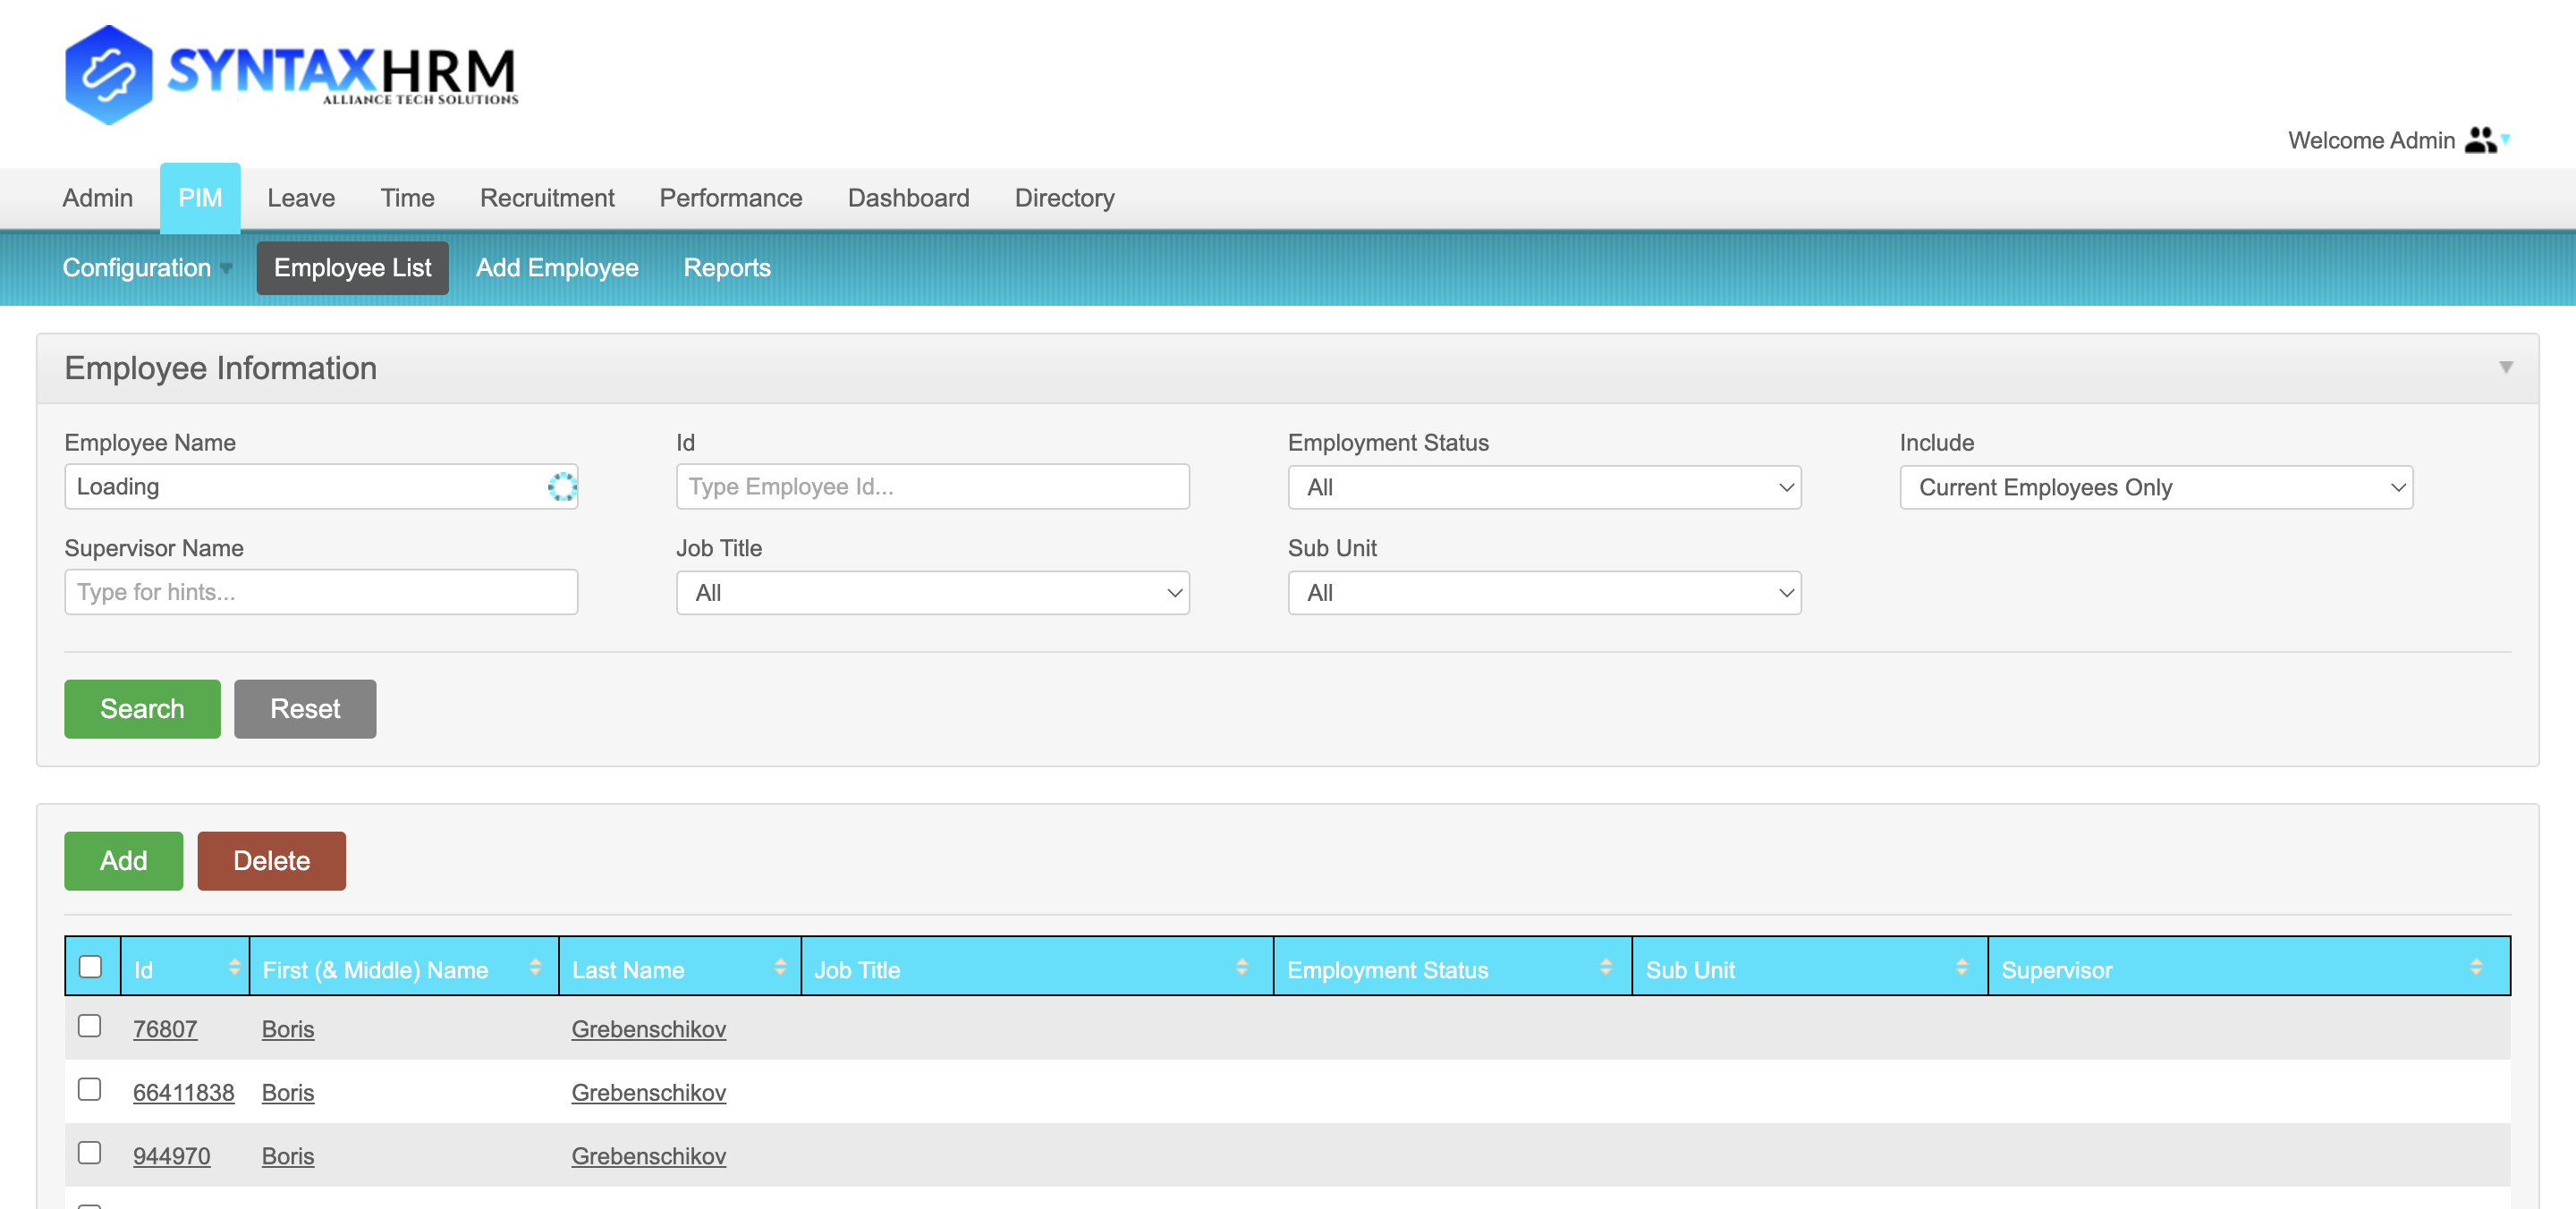 SYNTAXHRM
ALLIANCE TECH SOLUTIONS
Welcome Admin
Admin PIM Leave Time Recruitment Performance Dashboard Directory
Configuration Employee List Add Employee Reports
Employee Information
Employee Name Id Employment Status Include
Loading Type Employee Id... All Current Employees Only
Supervisor Name Job Title Sub Unit
Type for hints... All All
Search Reset
Add Delete
Id First (& Middle) Name Last Name Job Title Employment Status Sub Unit Supervisor
76807 Boris Grebenschikov
66411838 Boris Grebenschikov
944970 Boris Grebenschikov